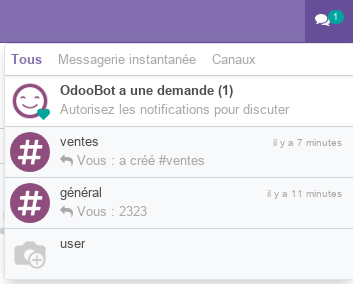 1
Tous Messagerie instantanée Canaux
OdooBot a une demande (1)
Autorisez les notifications pour discuter
ventes il y a 7 minutes
Vous : a créé #ventes
général il y a 11 minutes
Vous : 2323
user